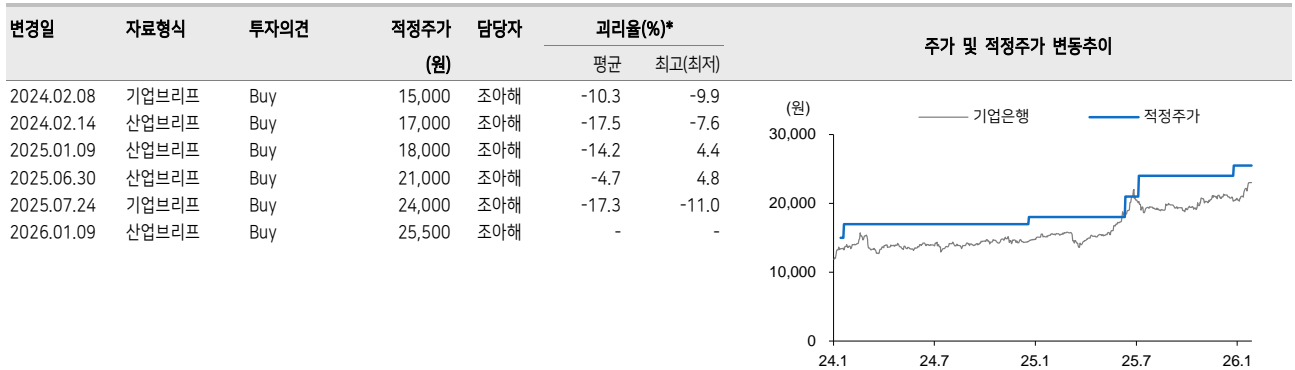 변경일 자료형식 투자의견 적정주가 담당자 괴리율(%)* 주가 및 적정주가 변동추이
(원) 평균 최고(최저)
2024.02.08 기업브리프 Buy 15,000 조아해 -10.3 -9.9
2024.02.14 산업브리프 Buy 17,000 조아해 -17.5 -7.6
2025.01.09 산업브리프 Buy 18,000 조아해 -14.2 4.4
2025.06.30 산업브리프 Buy 21,000 조아해 -4.7 4.8
2025.07.24 기업브리프 Buy 24,000 조아해 -17.3 -11.0
2026.01.09 산업브리프 Buy 25,500 조아해 - -
(원) 기업은행 적정주가
30,000
20,000
10,000
0
24.1 24.7 25.1 25.7 26.1